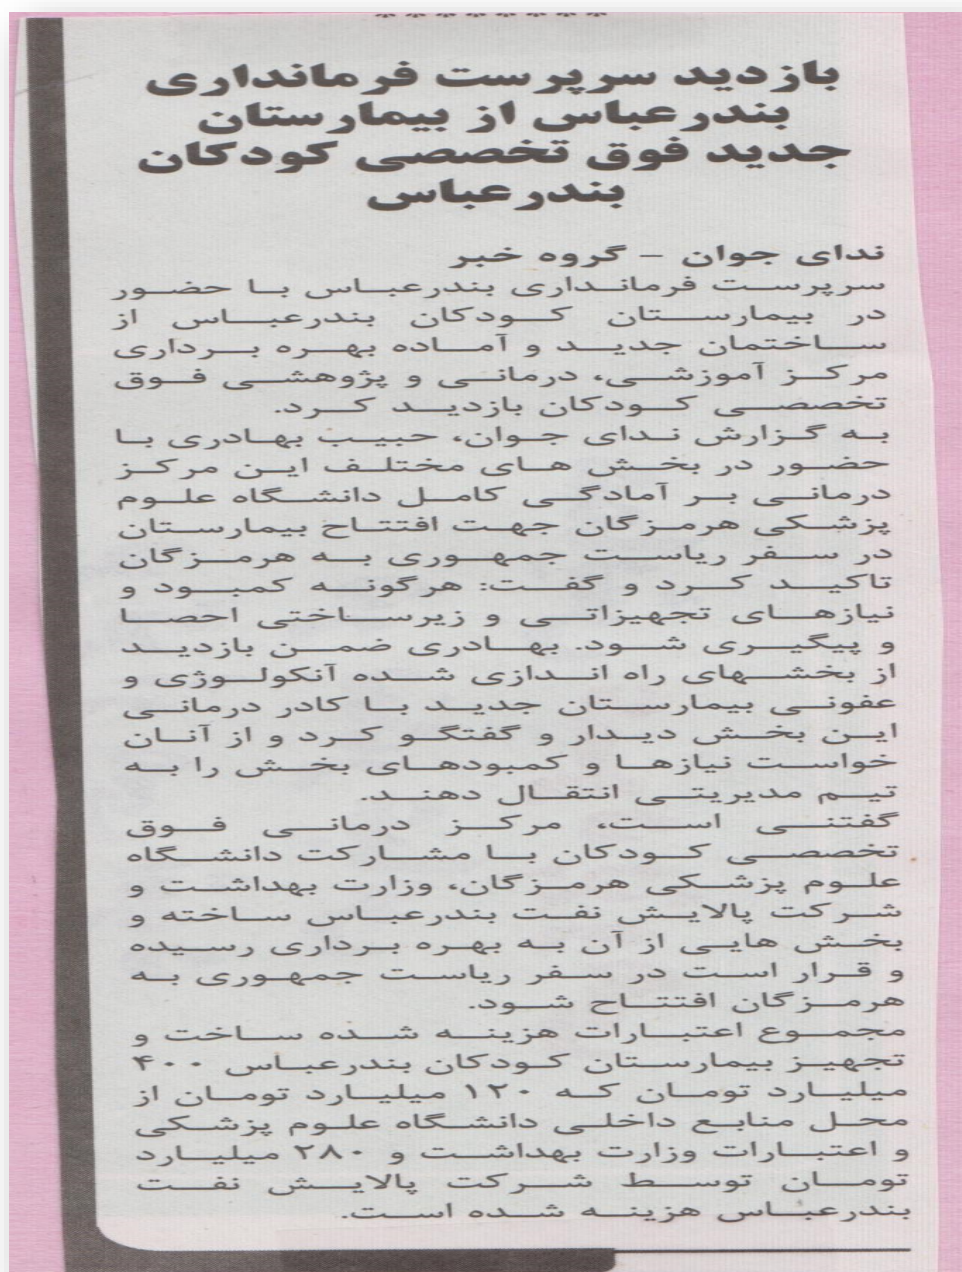 ********
بازدید سرپرست فرمانداری
بندرعباس از بیمارستان
جدید فوق تخصصی کودکان
بندرعباس
ندای جوان - گروه خبر
سرپرست فرمانداری بندرعباس با حضور
در بیمارستان کودکان بندرعباس از
ساختمان جدید و آماده بهره برداری
مرکز آموزشی، درمانی و پژوهشی فوق
تخصصی کودکان بازدید کرد.
به گزارش ندای جوان، حبیب بهادری با
حضور در بخش های مختلف این مرکز
درمانی بر آمادگی کامل دانشگاه علوم
پزشکی هرمزگان جهت افتتاح بیمارستان
در سفر ریاست جمهوری به هرمزگان
تاکید کرد و گفت: هرگونه کمبود و
نیازهای تجهیزاتی و زیرساختی احصا
و پیگیری شود. بهادری ضمن بازدید
از بخشهای راه اندازی شده آنکولوژی و
عفونی بیمارستان جدید با کادر درمانی
این بخش دیدار و گفتگو کرد و از آنان
خواست نیازها و کمبودهای بخش را به
تیم مدیریتی انتقال دهند.
گفتنی است، مرکز درمانی فوق
تخصصی کودکان با مشارکت دانشگاه
علوم پزشکی هرمزگان، وزارت بهداشت و
شرکت پالایش نفت بندرعباس ساخته و
بخش هایی از آن به بهره برداری رسیده
و قرار است در سفر ریاست جمهوری به
هرمزگان افتتاح شود.
مجموع اعتبارات هزینه شده ساخت و
تجهیز بیمارستان کودکان بندرعباس ۴۰۰
میلیارد تومان که ۱۲۰ میلیارد تومان از
محل منابع داخلی دانشگاه علوم پزشکی
و اعتبارات وزارت بهداشت و ۲۸۰ میلیارد
تومان توسط شرکت پالایش نفت
بندرعباس هزینه شده است.